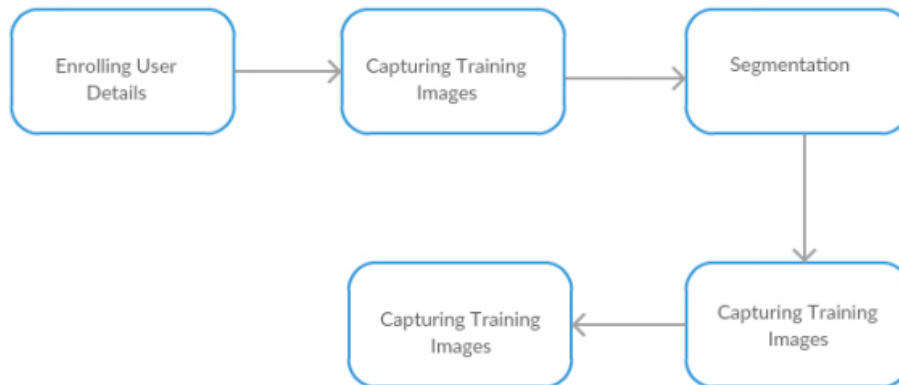 Enrolling User
Details
Capturing Training
Images
Segmentation
Capturing Training
Images
Capturing Training
Images